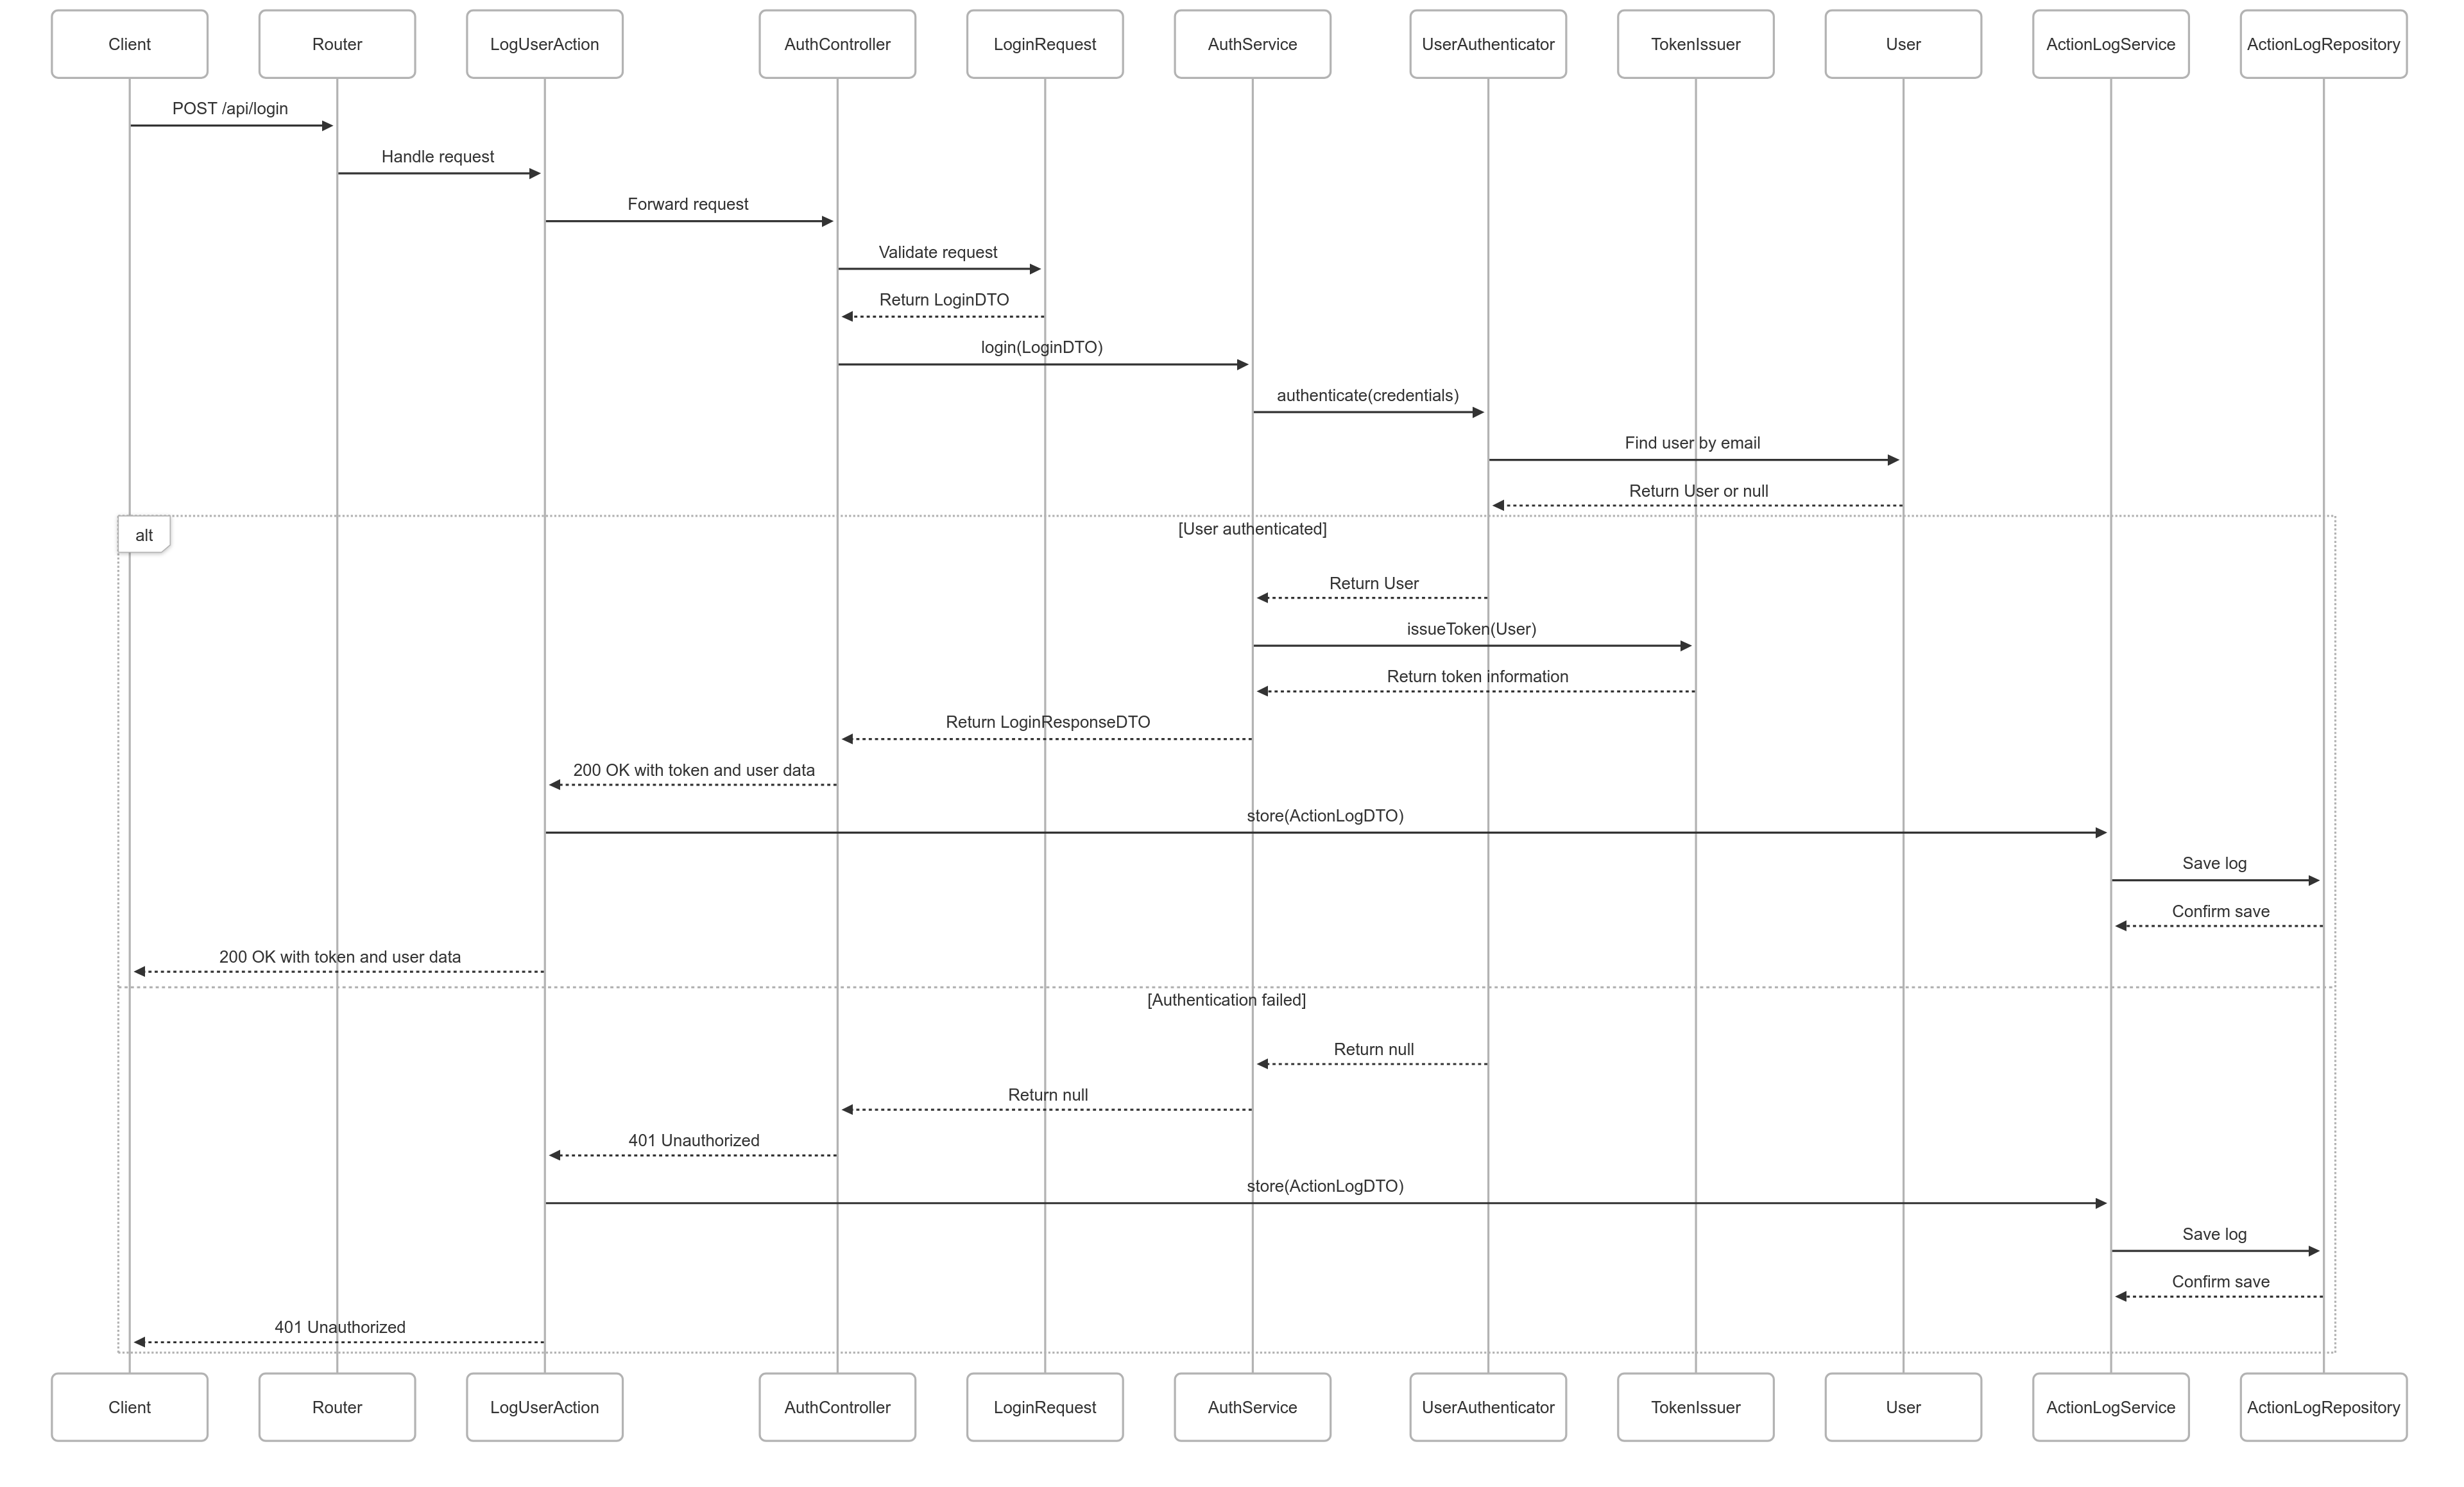 Client
Router
LogUserAction
AuthController
LoginRequest
AuthService
UserAuthenticator
TokenIssuer
User
ActionLogService
ActionLogRepository
POST /api/login
Handle request
Forward request
Validate request
Return LoginDTO
login(LoginDTO)
authenticate(credentials)
Find user by email
Return User or null
alt
[User authenticated]
Return User
issueToken(User)
Return token information
Return LoginResponseDTO
200 OK with token and user data
store(ActionLogDTO)
Save log
Confirm save
200 OK with token and user data
[Authentication failed]
Return null
Return null
401 Unauthorized
store(ActionLogDTO)
Save log
Confirm save
401 Unauthorized
Client
Router
LogUserAction
AuthController
LoginRequest
AuthService
UserAuthenticator
TokenIssuer
User
ActionLogService
ActionLogRepository